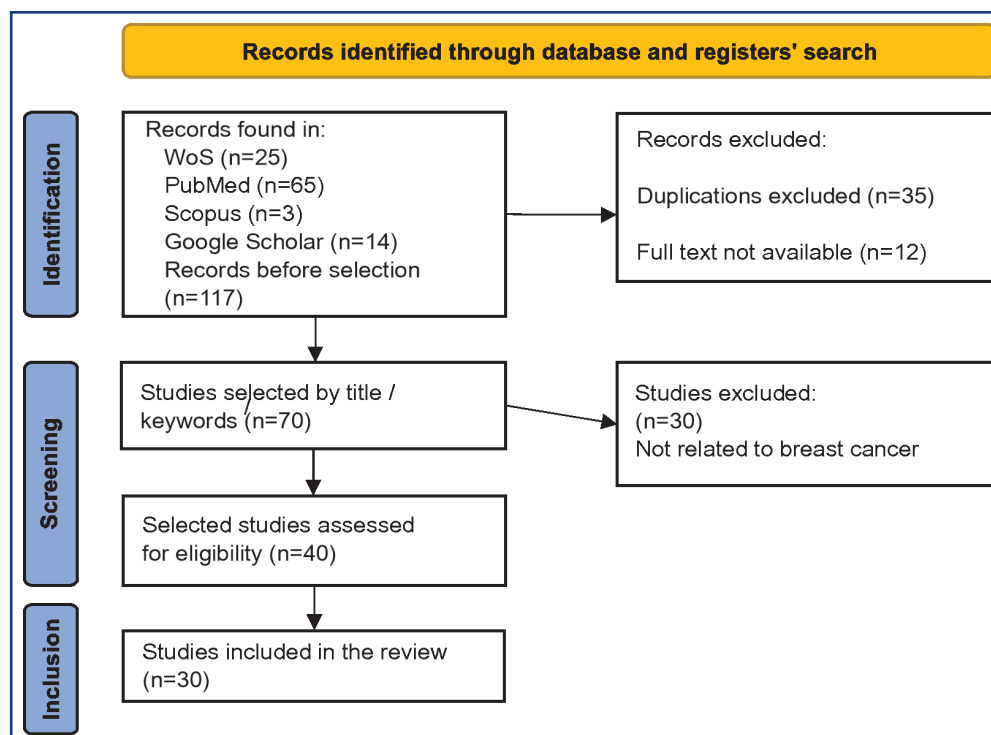 Records identified through database and registers' search
Identification
Records found in:
WoS (n=25)
PubMed (n=65)
Scopus (n=3)
Google Scholar (n=14)
Records before selection
(n=117)
Records excluded:
Duplications excluded (n=35)
Full text not available (n=12)
Screening
Studies selected by title /
keywords (n=70)
Studies excluded:
(n=30)
Not related to breast cancer
Selected studies assessed
for eligibility (n=40)
Inclusion
Studies included in the review
(n=30)